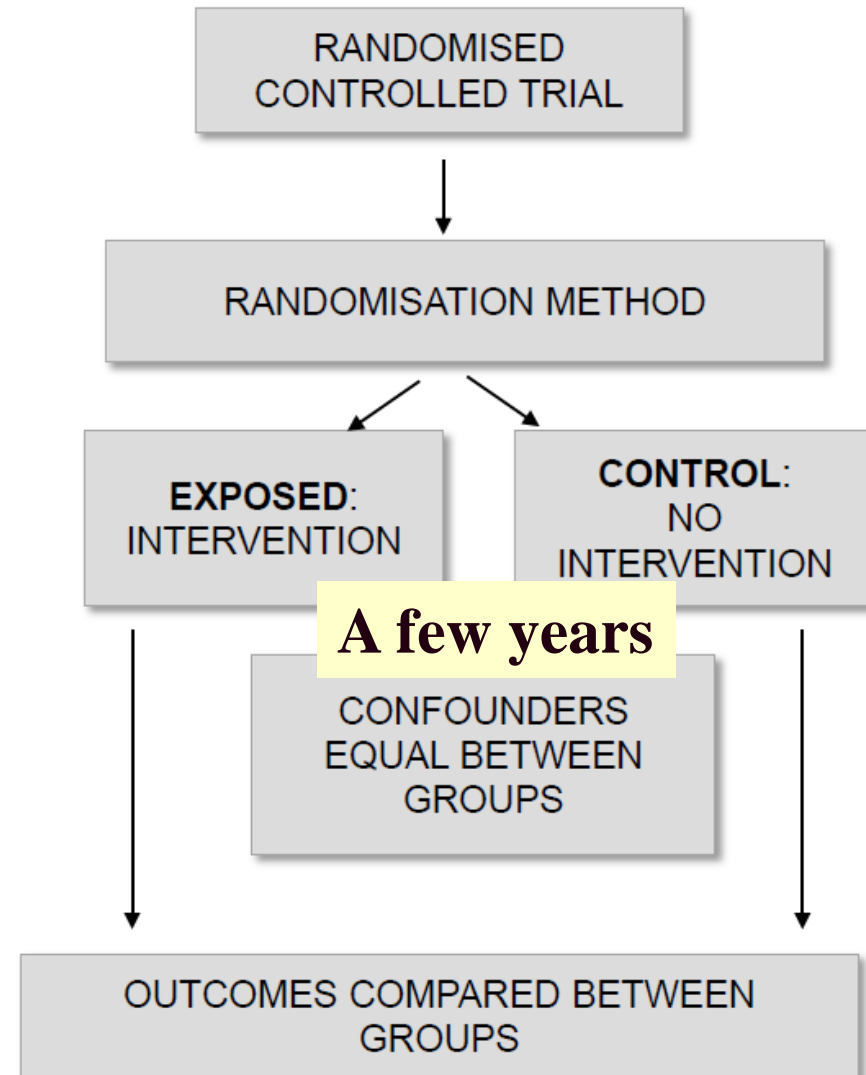 RANDOMISED
CONTROLLED TRIAL
RANDOMISATION METHOD
EXPOSED:
INTERVENTION
CONTROL:
NO
INTERVENTION
A few years
CONFOUNDERS
EQUAL BETWEEN
GROUPS
OUTCOMES COMPARED BETWEEN
GROUPS